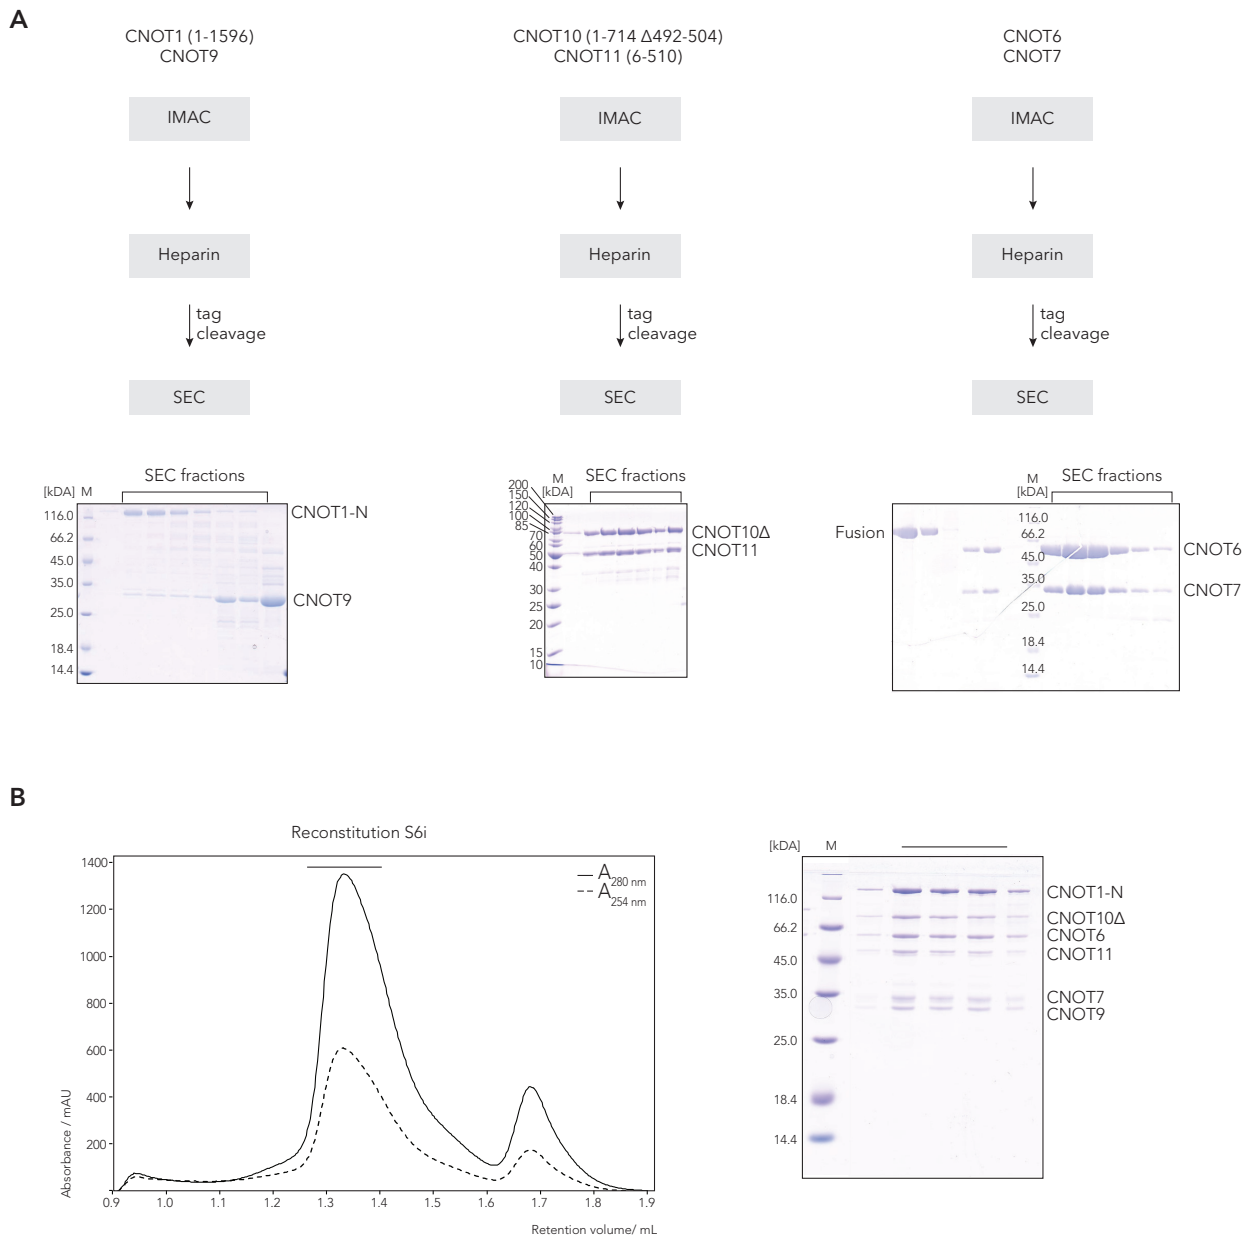 A
CNOT1 (1-1596)
CNOT9
IMAC
Heparin
tag
cleavage
SEC
SEC fractions
[kDA] M
116.0
66.2
45.0
35.0
25.0
18.4
14.4
CNOT1-N
CNOT9
CNOT10 (1-714 Δ492-504)
CNOT11 (6-510)
IMAC
Heparin
tag
cleavage
SEC
M
[kDA]
SEC fractions
200
150
120
100
85
70
60
50
40
30
25
20
15
10
CNOT10Δ
CNOT11
CNOT6
CNOT7
IMAC
Heparin
tag
cleavage
SEC
M
[kDA]
SEC fractions
Fusion
116.0
66.2
45.0
35.0
25.0
18.4
14.4
CNOT6
CNOT7
B
Reconstitution S6i
A280 nm
A254 nm
1400
1200
1000
800
600
400
200
Absorbance / mAU
0.9 1.0 1.1 1.2 1.3 1.4 1.5 1.6 1.7 1.8 1.9
Retention volume/ mL
[kDA] M
116.0
66.2
45.0
35.0
25.0
18.4
14.4
CNOT1-N
CNOT10Δ
CNOT6
CNOT11
CNOT7
CNOT9